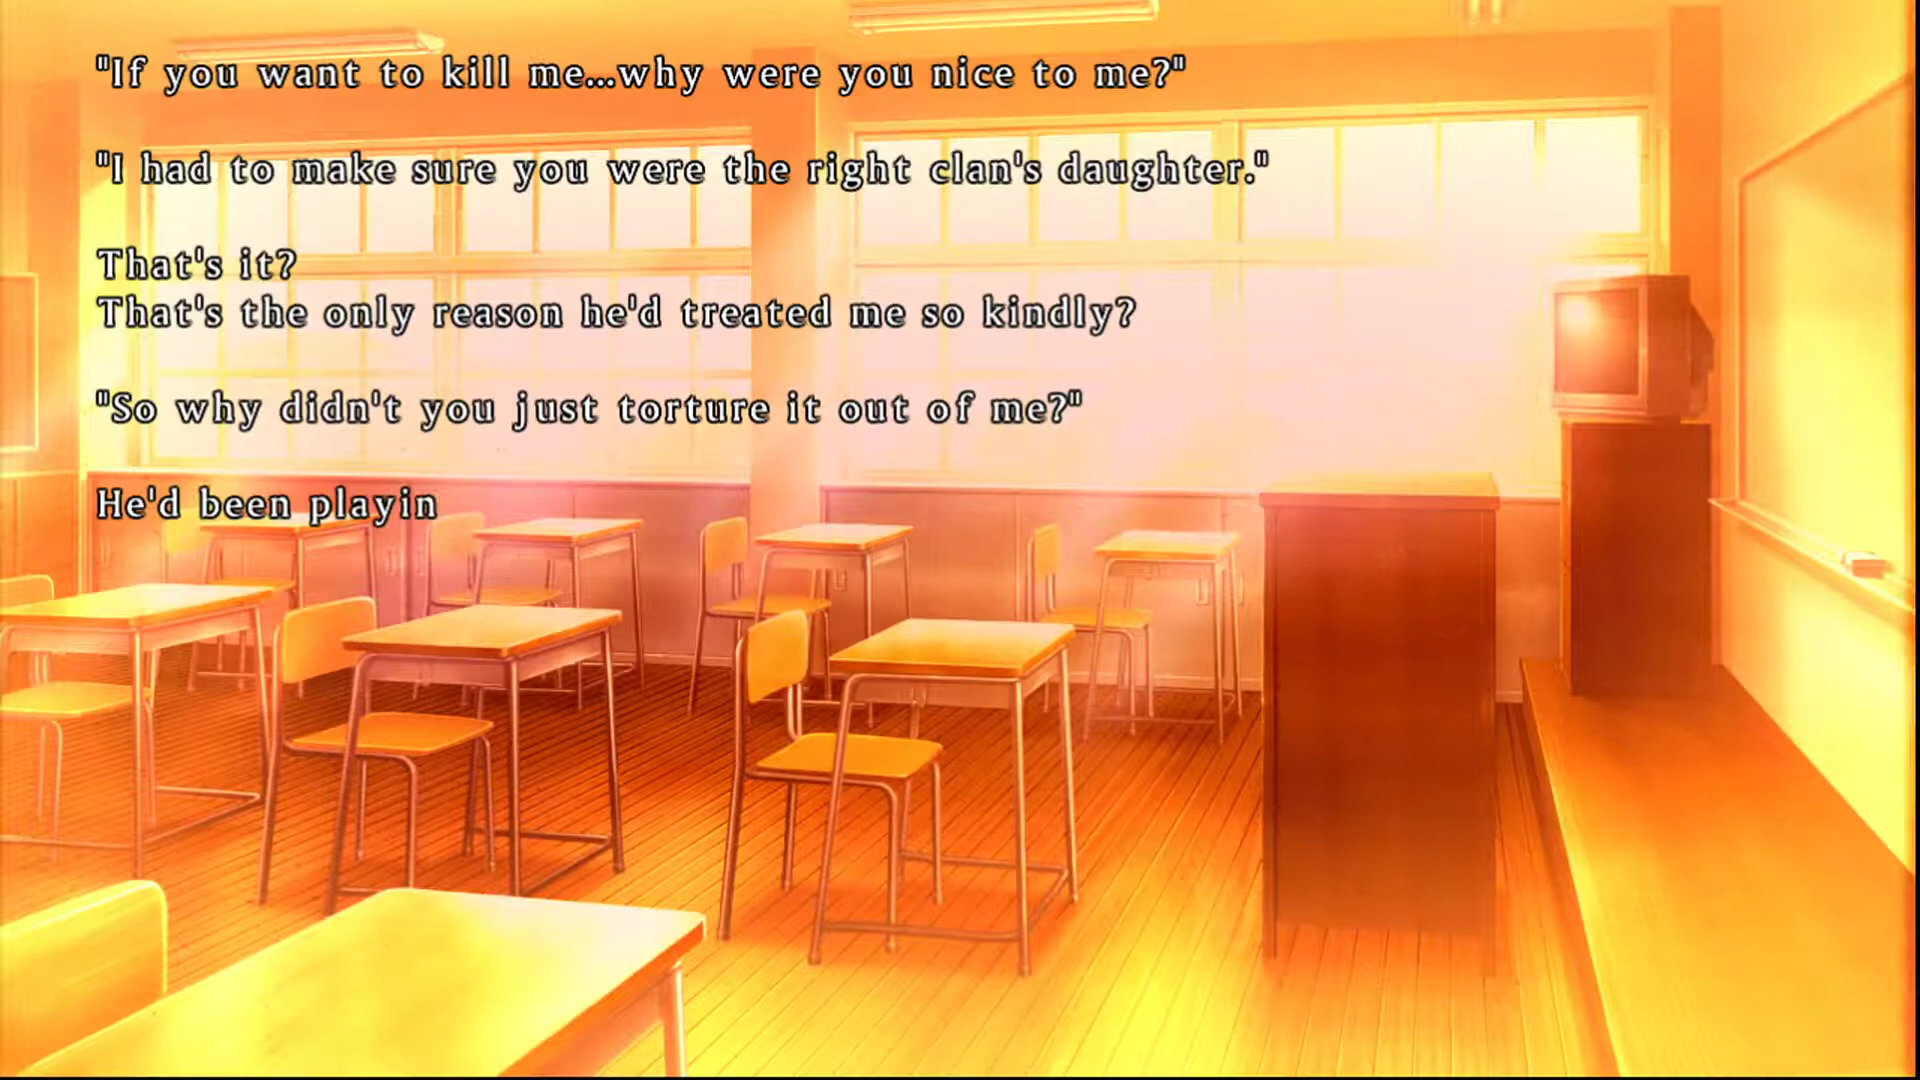 "If you want to kill me...why were you nice to me?"
"I had to make sure you were the right clan's daughter."
That's it?
That's the only reason he'd treated me so kindly?
"So why didn't you just torture it out of me?"
He'd been playin